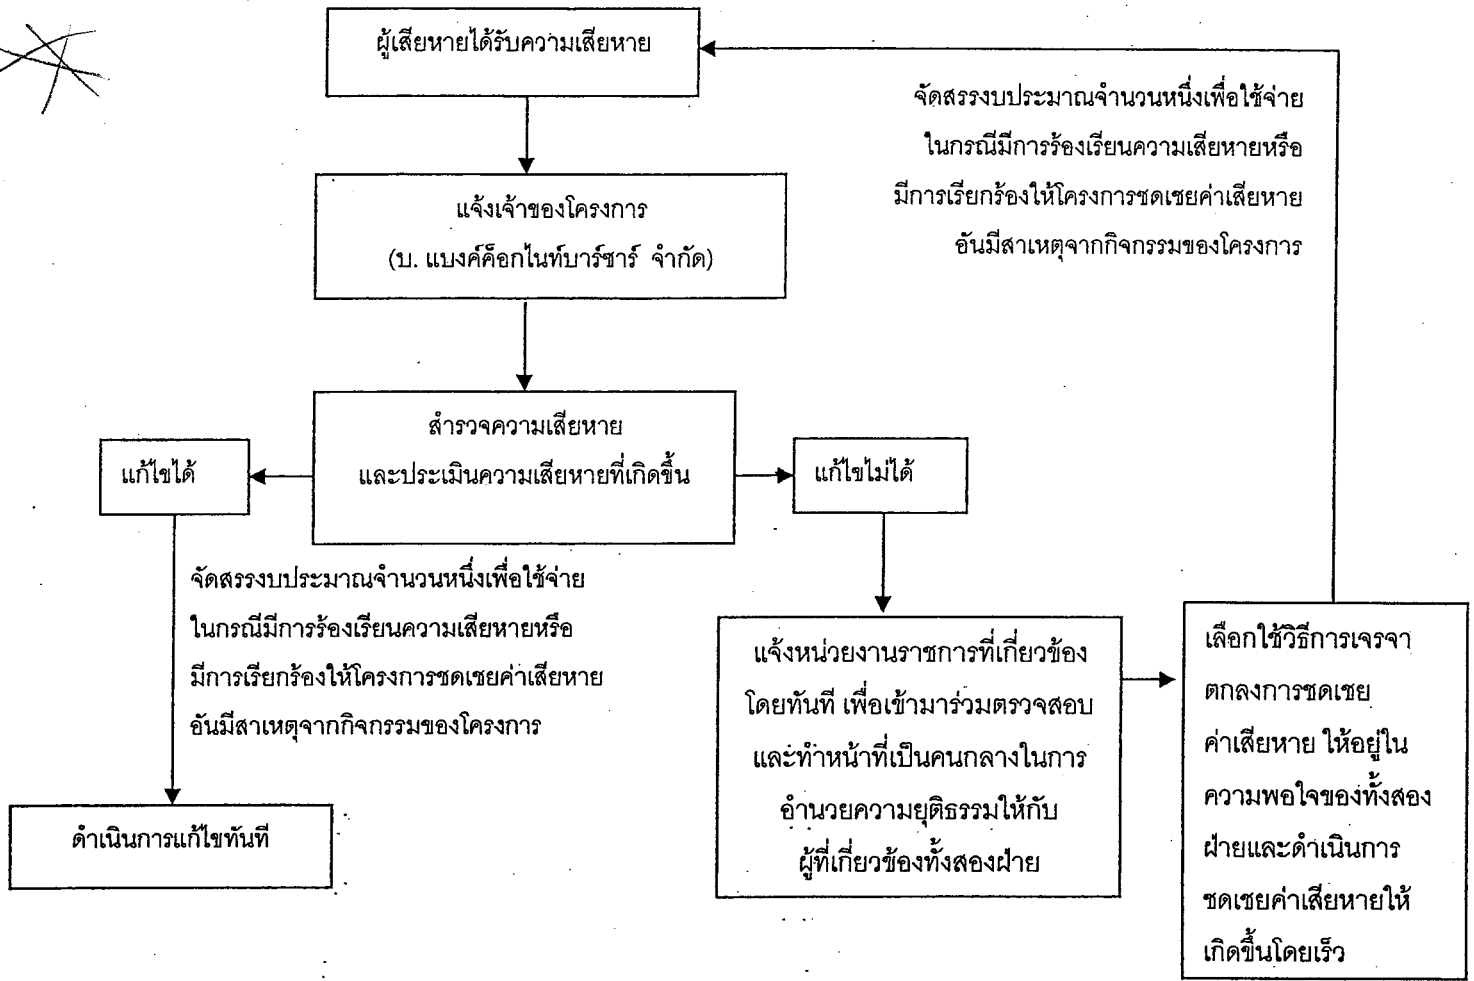 ผู้เสียหายได้รับความเสียหาย
จัดสรรงบประมาณจำนวนหนึ่งเพื่อใช้จ่าย
ในกรณีมีการร้องเรียนความเสียหายหรือ
มีการเรียกร้องให้โครงการชดเชยค่าเสียหาย
อันมีสาเหตุจากกิจกรรมของโครงการ
แจ้งเจ้าของโครงการ
(บ. แบงค์ค็อกไนท์บาร์ซาร์ จำกัด)
สำรวจความเสียหาย
และประเมินความเสียหายที่เกิดขึ้น
แก้ไขได้
แก้ไขไม่ได้
จัดสรรงบประมาณจำนวนหนึ่งเพื่อใช้จ่าย
ในกรณีมีการร้องเรียนความเสียหายหรือ
มีการเรียกร้องให้โครงการชดเชยค่าเสียหาย
อันมีสาเหตุจากกิจกรรมของโครงการ
ดำเนินการแก้ไขทันที
แจ้งหน่วยงานราชการที่เกี่ยวข้อง
โดยทันที เพื่อเข้ามาร่วมตรวจสอบ
และทำหน้าที่เป็นคนกลางในการ
อำนวยความยุติธรรมให้กับ
ผู้ที่เกี่ยวข้องทั้งสองฝ่าย
เลือกใช้วิธีการเจรจา
ตกลงการชดเชย
ค่าเสียหาย ให้อยู่ใน
ความพอใจของทั้งสอง
ฝ่ายและดำเนินการ
ชดเชยค่าเสียหายให้
เกิดขึ้นโดยเร็ว